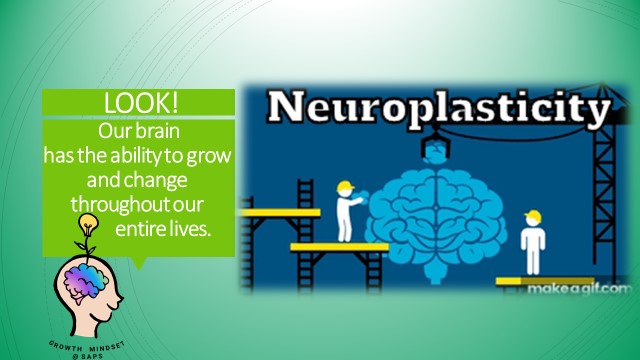 LOOK!
Our brain
has the ability to grow
and change
throughout our
entire lives.
Neuroplasticity
makeagif.com
GROWTH MINDSET
@SAPS